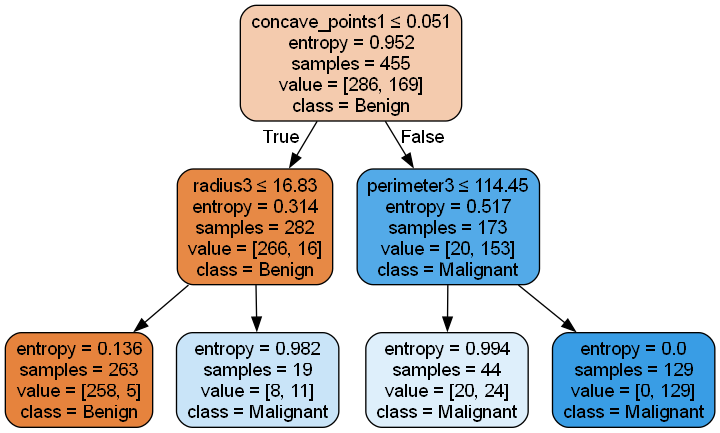 concave_points1 ≤ 0.051
entropy = 0.952
samples = 455
value = [286, 169]
class = Benign
True
False
radius3 ≤ 16.83
entropy = 0.314
samples = 282
value = [266, 16]
class = Benign
perimeter3 ≤ 114.45
entropy = 0.517
samples = 173
value = [20, 153]
class = Malignant
entropy = 0.136
samples = 263
value = [258, 5]
class = Benign
entropy = 0.982
samples = 19
value = [8, 11]
class = Malignant
entropy = 0.994
samples = 44
value = [20, 24]
class = Malignant
entropy = 0.0
samples = 129
value = [0, 129]
class = Malignant